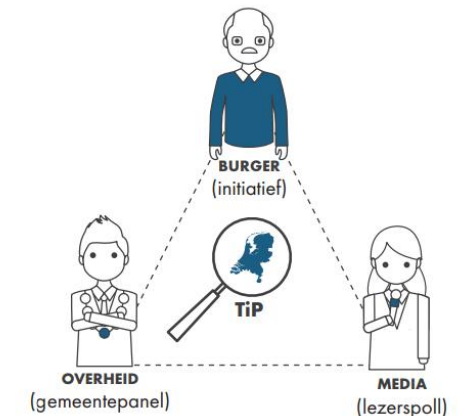 BURGER
(initiatief)
TiP
OVERHEID
(gemeentepanel)
MEDIA
(lezerspoll)